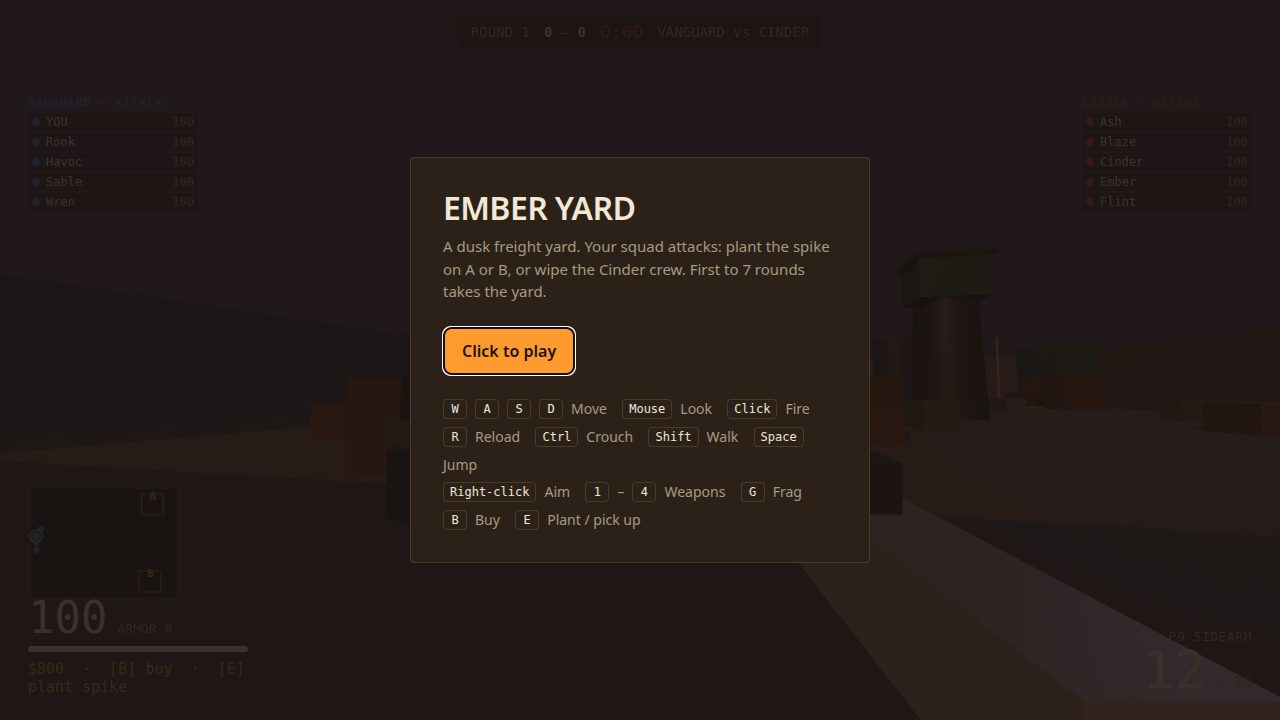 ROUND 1 0 – 0 0:00 VANGUARD vs CINDER
VANGUARD — ATTACK
YOU 100
Rook 100
Havoc 100
Sable 100
Wren 100
CINDER — DEFEND
Ash 100
Blaze 100
Cinder 100
Ember 100
Flint 100
EMBER YARD
A dusk freight yard. Your squad attacks: plant the spike
on A or B, or wipe the Cinder crew. First to 7 rounds
takes the yard.
Click to play
W A S D Move Mouse Look Click Fire
R Reload Ctrl Crouch Shift Walk Space
Jump
Right-click Aim 1 – 4 Weapons G Frag
B Buy E Plant / pick up
A
B
100 ARMOR 0
$800 · [B] buy · [E]
plant spike
P9 SIDEARM
12